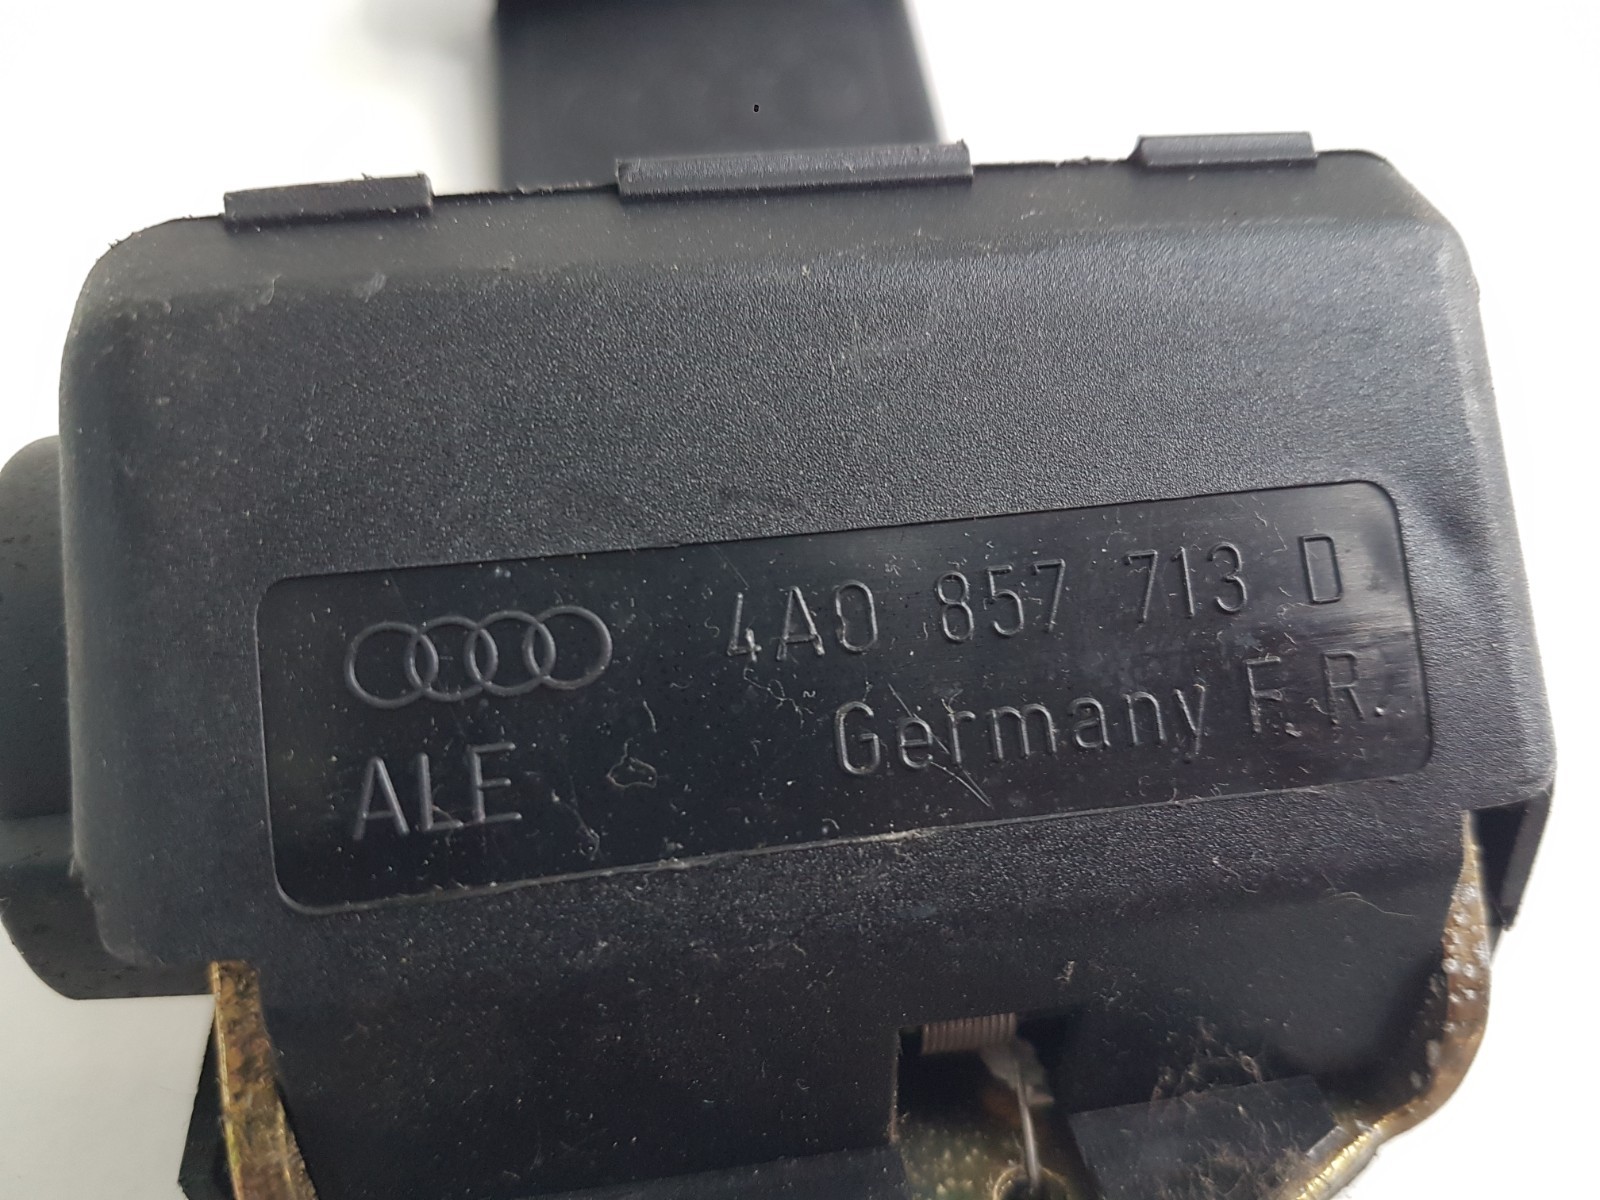 4A0 857 713 D
Germany F.R.
ALE